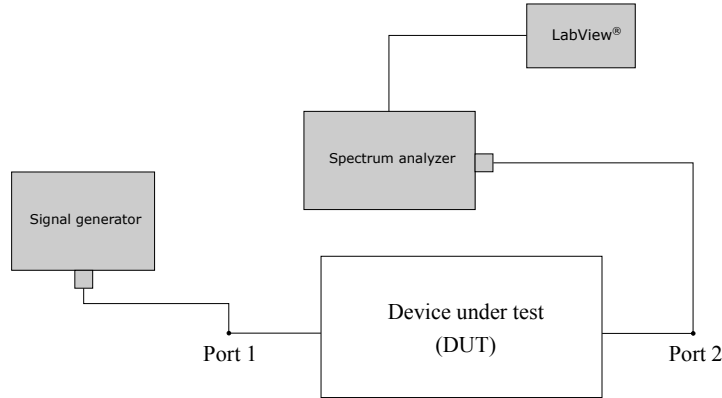 LabView®
Spectrum analyzer
Signal generator
Device under test
(DUT)
Port 1
Port 2